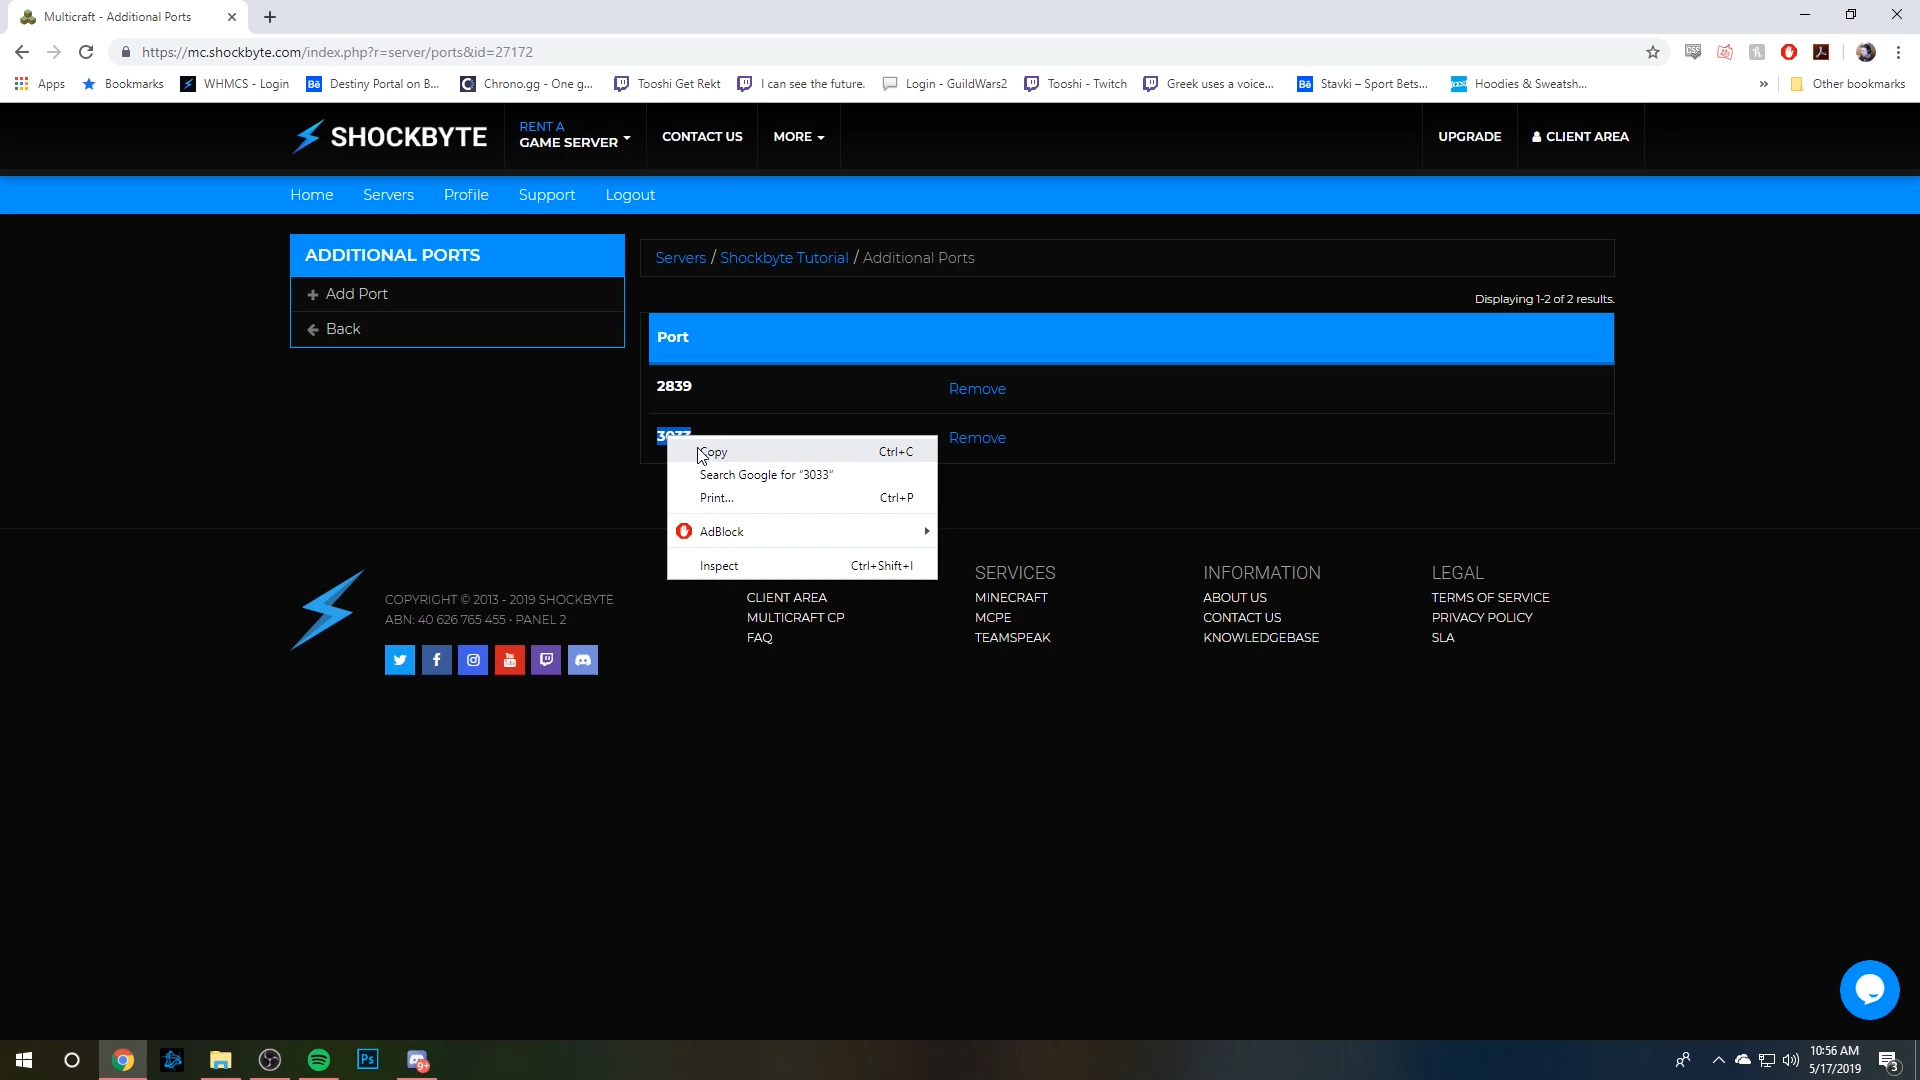 Multicraft - Additional Ports
https://mc.shockbyte.com/index.php?r=server/ports&id=27172
Apps Bookmarks WHMCS - Login Destiny Portal on B... Chrono.gg - One g... Tooshi Get Rekt I can see the future. Login - GuildWars2 Tooshi - Twitch Greek uses a voice... Stavki – Sport Bets... Hoodies & Sweatsh... » Other bookmarks
SHOCKBYTE
RENT A
GAME SERVER
CONTACT US
MORE
UPGRADE
CLIENT AREA
Home Servers Profile Support Logout
ADDITIONAL PORTS
Add Port
Back
Servers / Shockbyte Tutorial / Additional Ports
Displaying 1-2 of 2 results.
Port
2839 Remove
3033 Remove
Copy Ctrl+C
Search Google for “3033”
Print... Ctrl+P
AdBlock
Inspect Ctrl+Shift+I
COPYRIGHT © 2013 - 2019 SHOCKBYTE
ABN: 40 626 765 455 • PANEL 2
CLIENT AREA
MULTICRAFT CP
FAQ
SERVICES
MINECRAFT
MCPE
TEAMSPEAK
INFORMATION
ABOUT US
CONTACT US
KNOWLEDGEBASE
LEGAL
TERMS OF SERVICE
PRIVACY POLICY
SLA
Ps
9+
10:56 AM
5/17/2019
3